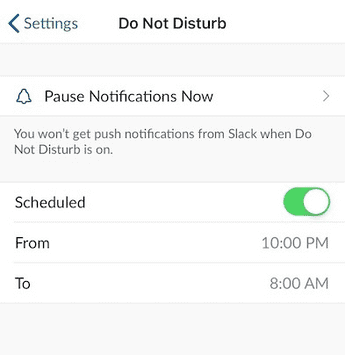 Settings Do Not Disturb
Pause Notifications Now
You won’t get push notifications from Slack when Do
Not Disturb is on.
Scheduled
From 10:00 PM
To 8:00 AM